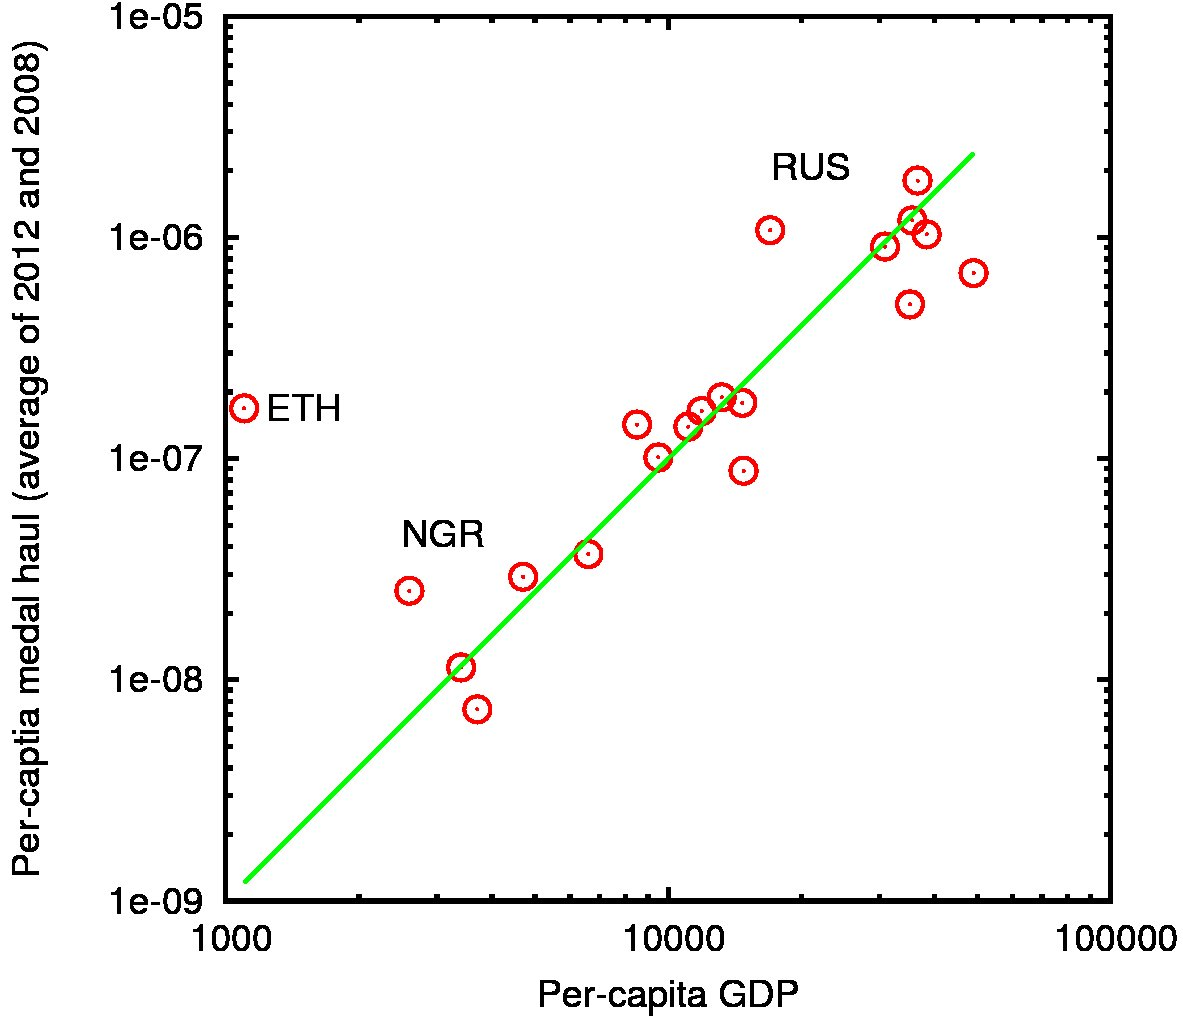 1e-05
RUS
1e-06
ETH
1e-07
NGR
1e-08
1e-09
1000
10000
100000
Per-capita GDP
Per-captia medal haul (average of 2012 and 2008)